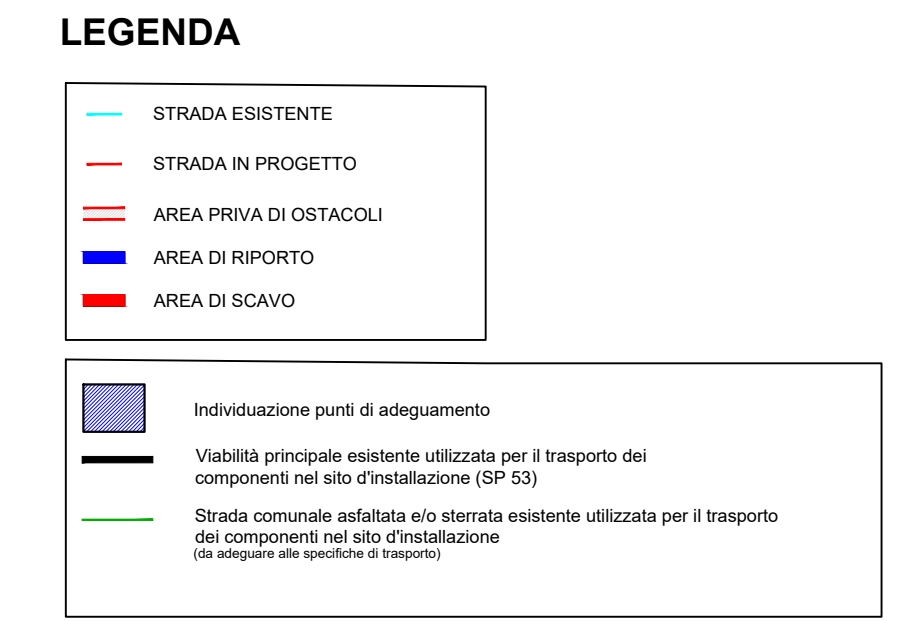 LEGENDA
STRADA ESISTENTE
STRADA IN PROGETTO
AREA PRIVA DI OSTACOLI
AREA DI RIPORTO
AREA DI SCAVO
Individuazione punti di adeguamento
Viabilità principale esistente utilizzata per il trasporto dei
componenti nel sito d'installazione (SP 53)
Strada comunale asfaltata e/o sterrata esistente utilizzata per il trasporto
dei componenti nel sito d'installazione
(da adeguare alle specifiche di trasporto)